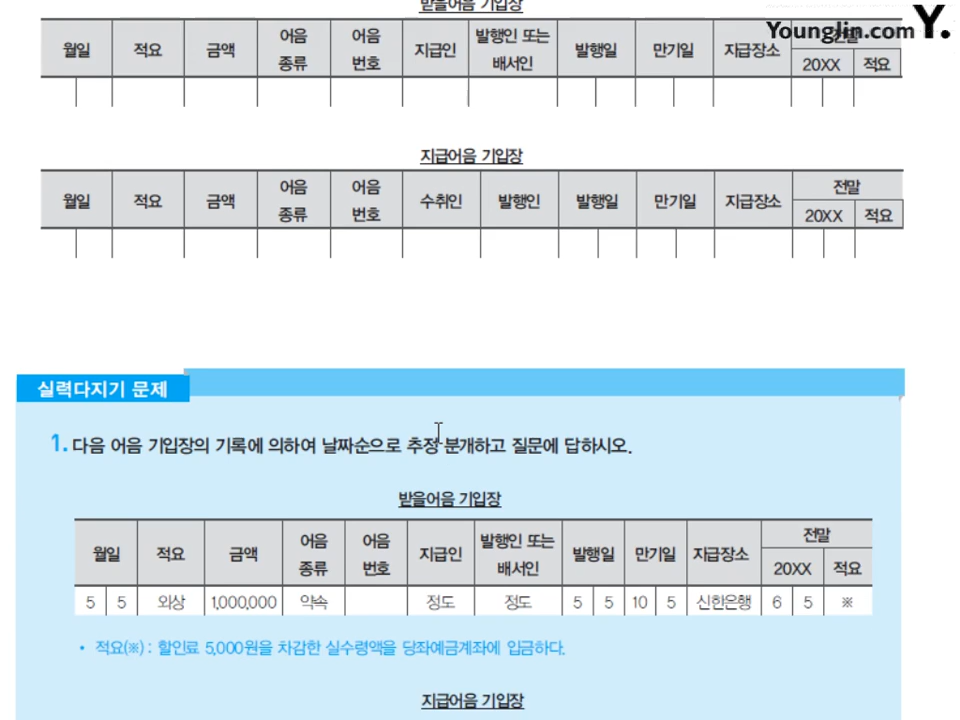 받을어음 기입장
Younglin.com Y.
월일 적요 금액 어음 종류 어음 번호 지급인 발행인 또는 배서인 발행일 만기일 지급장소 전말 20XX 적요
지급어음 기입장
월일 적요 금액 어음 종류 어음 번호 수취인 발행인 발행일 만기일 지급장소 전말 20XX 적요
실력다지기 문제
1. 다음 어음 기입장의 기록에 의하여 날짜순으로 추정 분개하고 질문에 답하시오.
받을어음 기입장
월일 적요 금액 어음 종류 어음 번호 지급인 발행인 또는 배서인 발행일 만기일 지급장소 전말 20XX 적요
5 5 외상 1,000,000 약속 정도 정도 5 5 10 5 신한은행 6 5 ※
• 적요(※) : 할인료 5,000원을 차감한 실수령액을 당좌예금계좌에 입금하다.
지급어음 기입장